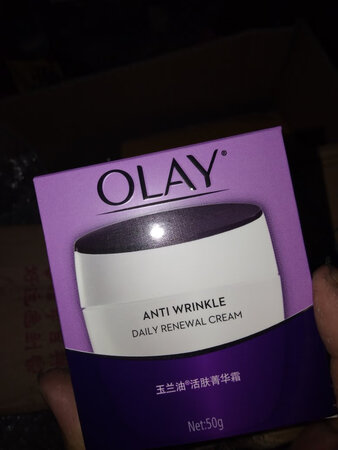 OLAY®
ANTI WRINKLE
DAILY RENEWAL CREAM
玉兰油®活肤菁华霜
Net:50g